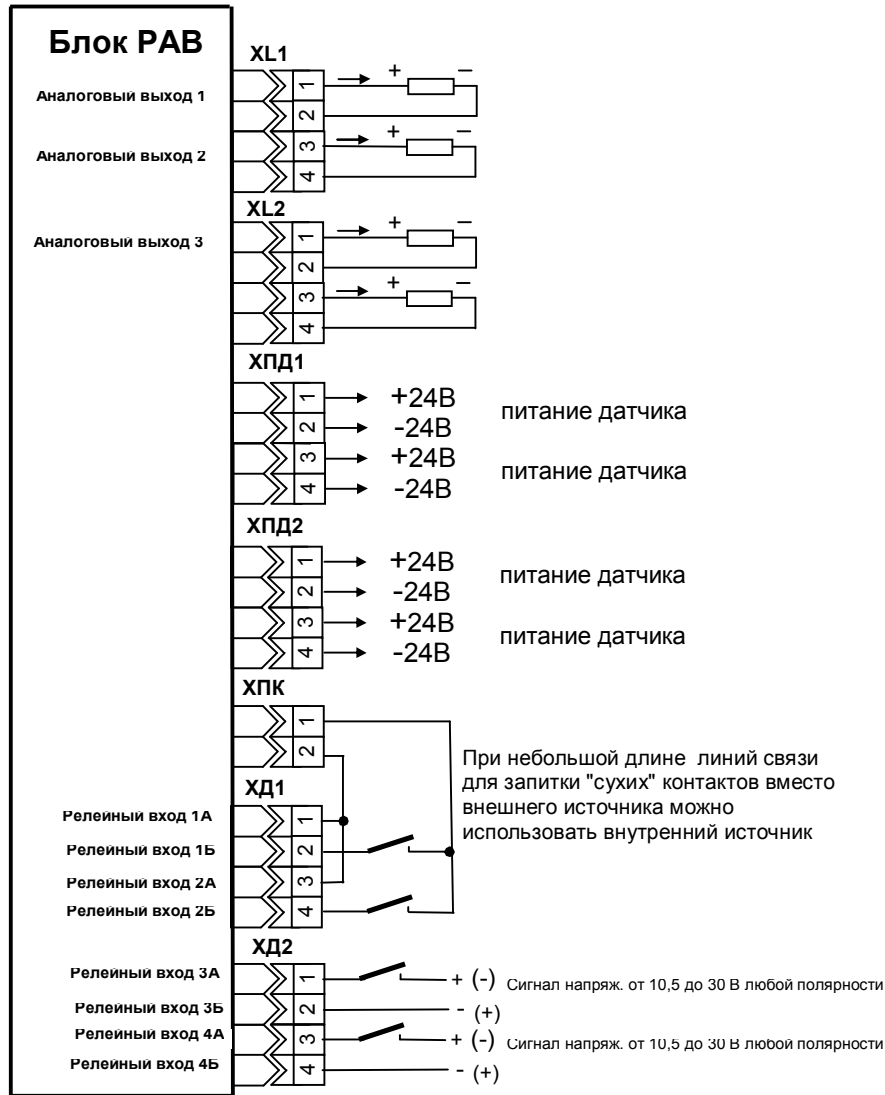 Блок РАВ
XL1
Аналоговый выход 1
1
+
–
2
Аналоговый выход 2
3
+
–
4
XL2
Аналоговый выход 3
1
+
–
2
3
+
–
4
ХПД1
1
+24В
питание датчика
2
-24В
3
+24В
питание датчика
4
-24В
ХПД2
1
+24В
питание датчика
2
-24В
3
+24В
питание датчика
4
-24В
ХПК
1
2
При небольшой длине линий связи
для запитки "сухих" контактов вместо
внешнего источника можно
использовать внутренний источник
ХД1
Релейный вход 1А
1
Релейный вход 1Б
2
Релейный вход 2А
3
Релейный вход 2Б
4
ХД2
Релейный вход 3А
1
+ (-) Сигнал напряж. от 10,5 до 30 В любой полярности
Релейный вход 3Б
2
- (+)
Релейный вход 4А
3
+ (-) Сигнал напряж. от 10,5 до 30 В любой полярности
Релейный вход 4Б
4
- (+)